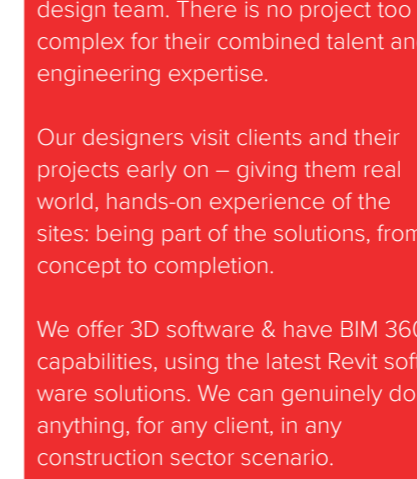 design team. There is no project too
complex for their combined talent and
engineering expertise.
Our designers visit clients and their
projects early on – giving them real
world, hands-on experience of the
sites: being part of the solutions, from
concept to completion.
We offer 3D software & have BIM 360
capabilities, using the latest Revit soft
ware solutions. We can genuinely do
anything, for any client, in any
construction sector scenario.